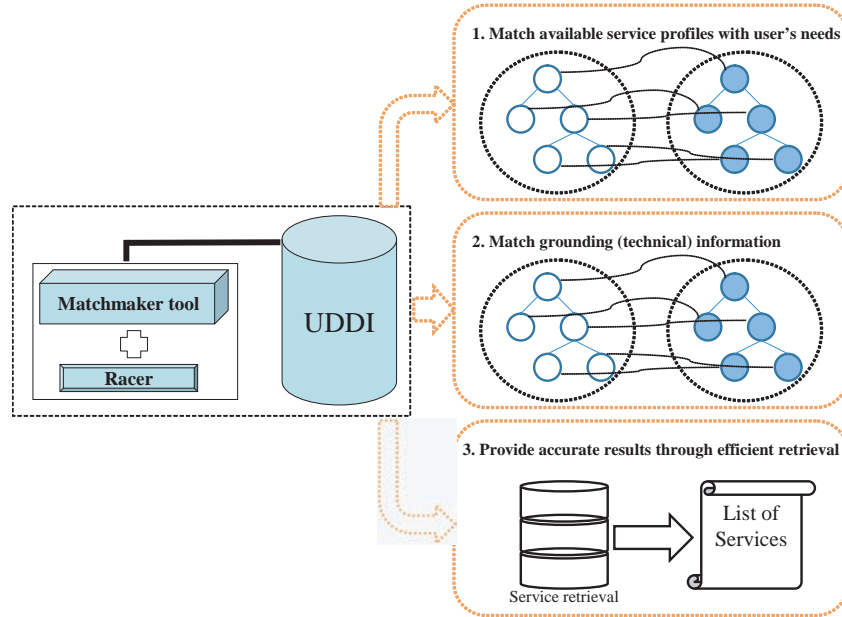 1. Match available service profiles with user's needs
Matchmaker tool
Racer
UDDI
2. Match grounding (technical) information
3. Provide accurate results through efficient retrieval
Service retrieval
List of
Services